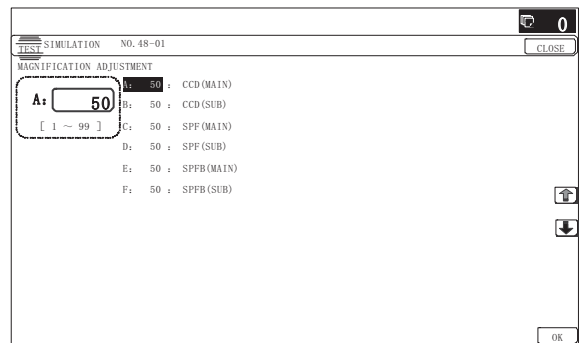 0
TEST SIMULATION NO.48-01 CLOSE
MAGNIFICATION ADJUSTMENT
A: 50
[ 1 ~ 99 ]
A: 50 : CCD(MAIN)
B: 50 : CCD(SUB)
C: 50 : SPF(MAIN)
D: 50 : SPF(SUB)
E: 50 : SPFB(MAIN)
F: 50 : SPFB(SUB)
OK